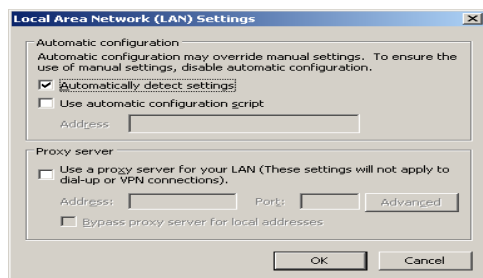 Local Area Network (LAN) Settings
Automatic configuration
Automatic configuration may override manual settings. To ensure the
use of manual settings, disable automatic configuration.
Automatically detect settings
Use automatic configuration script
Address
Proxy server
Use a proxy server for your LAN (These settings will not apply to
dial-up or VPN connections).
Address:
Port:
Advanced
Bypass proxy server for local addresses
OK
Cancel